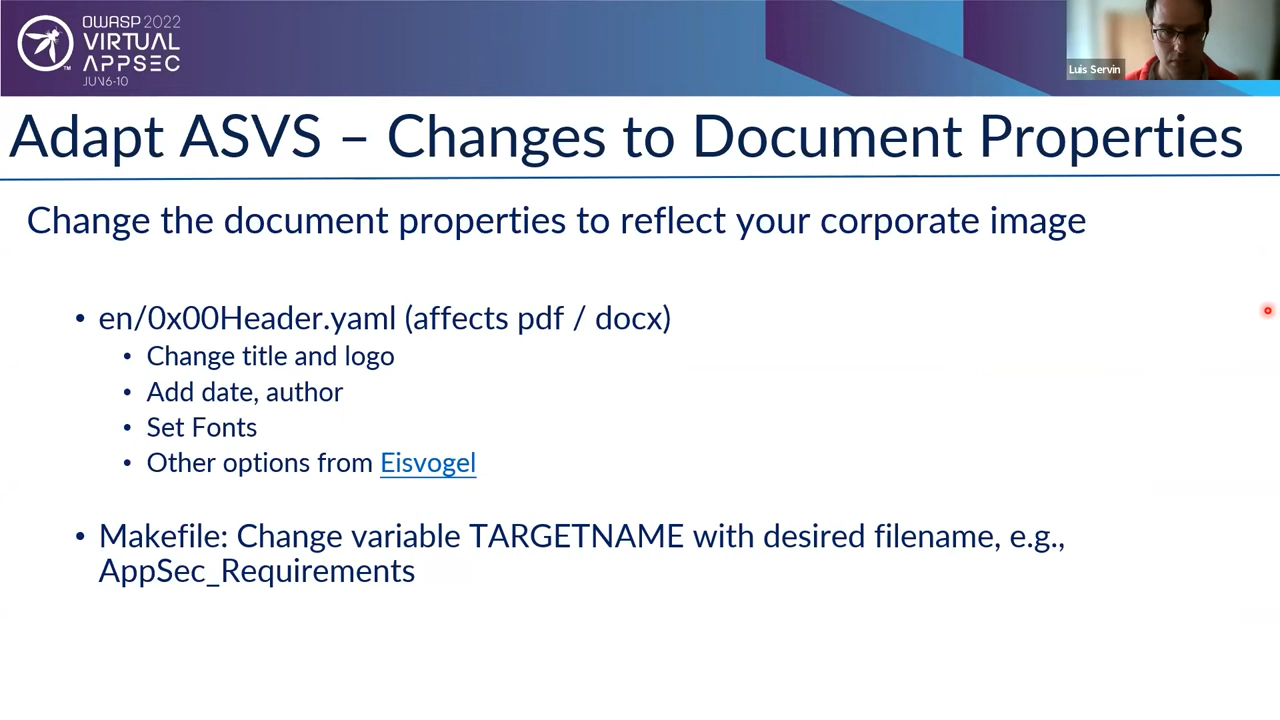 OWASP 2022
VIRTUAL
APPSEC
JUN 6-10
Luis Servin
Adapt ASVS – Changes to Document Properties
Change the document properties to reflect your corporate image
• en/0x00Header.yaml (affects pdf / docx)
• Change title and logo
• Add date, author
• Set Fonts
• Other options from Eisvogel
• Makefile: Change variable TARGETNAME with desired filename, e.g.,
AppSec_Requirements